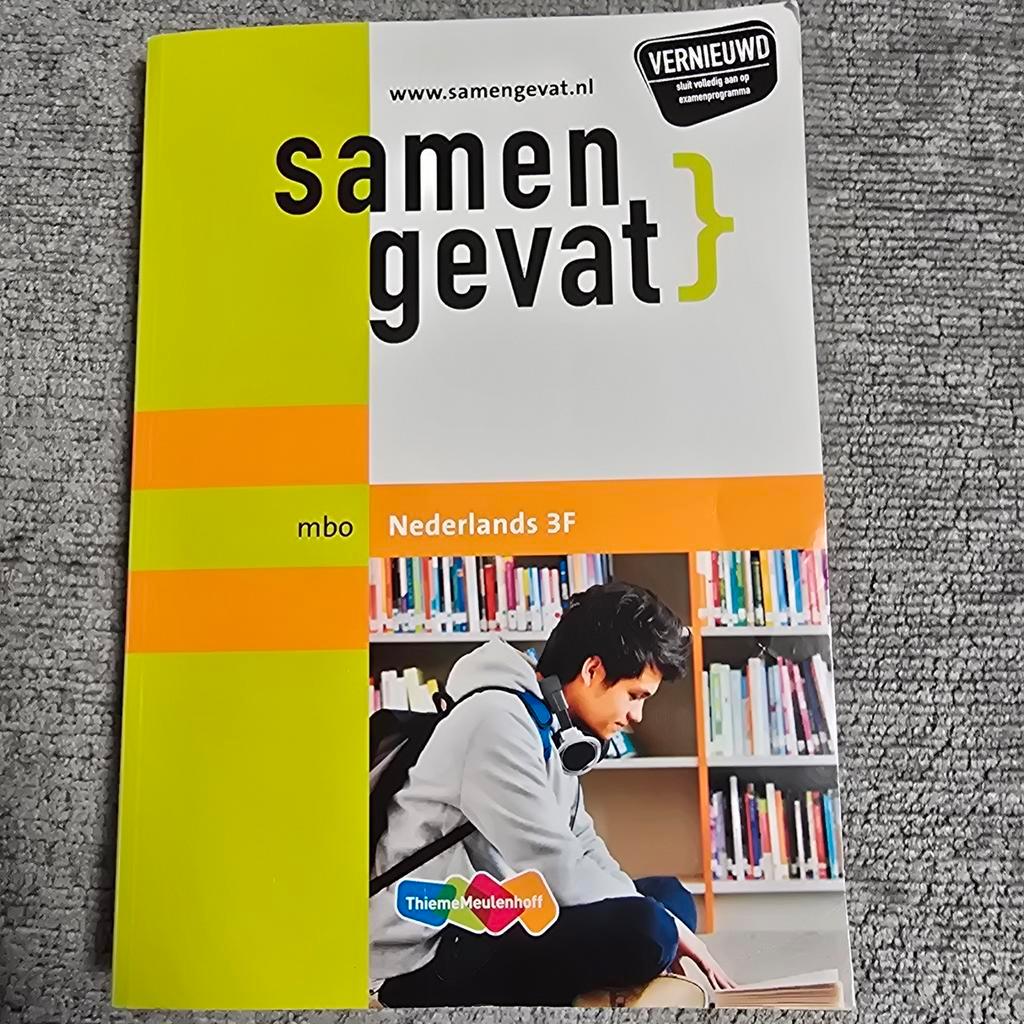 VERNIEUWD
sluit volledig aan op
examenprogramma
www.samengevat.nl
samen
gevat}
mbo
Nederlands 3F
ThiemeMeulenhoff